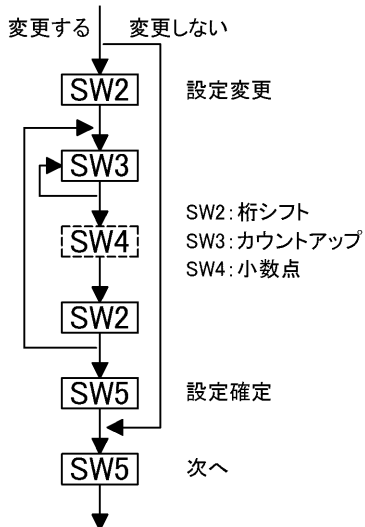 変更する 変更しない
SW2 設定変更
SW3
SW2:桁シフト
SW4 SW3:カウントアップ
SW4:小数点
SW2
SW5 設定確定
SW5 次へ